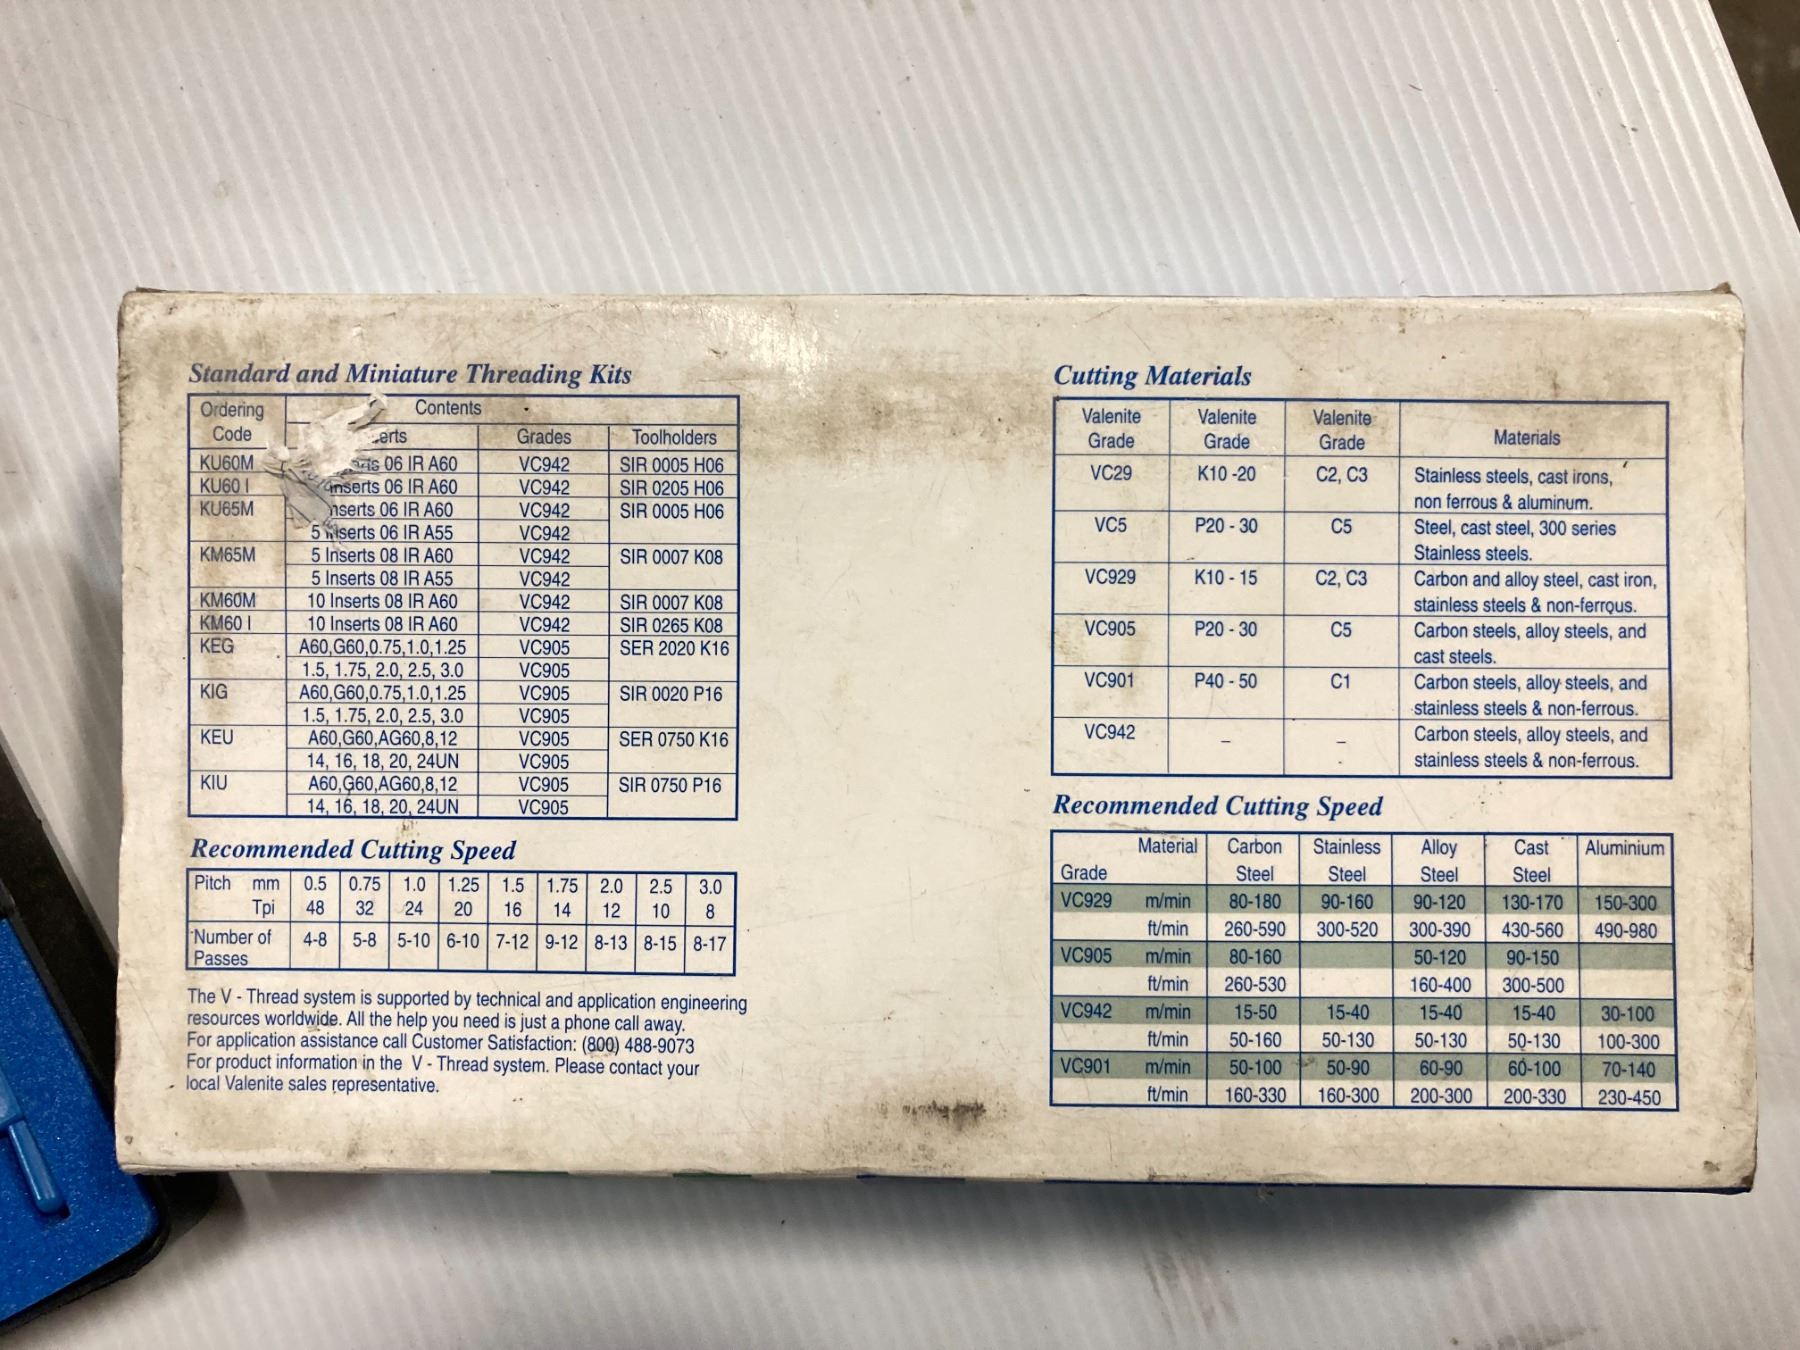 Standard and Miniature Threading Kits
Ordering Code Contents
Grades Toolholders
KU60M 06 IR A60 VC942 SIR 0005 H06
KU60 I Inserts 06 IR A60 VC942 SIR 0205 H06
KU65M Inserts 06 IR A60 VC942 SIR 0005 H06
5 Inserts 06 IR A55 VC942
KM65M 5 Inserts 08 IR A60 VC942 SIR 0007 K08
5 Inserts 08 IR A55 VC942
KM60M 10 Inserts 08 IR A60 VC942 SIR 0007 K08
KM60 I 10 Inserts 08 IR A60 VC942 SIR 0265 K08
KEG A60,G60,0.75,1.0,1.25 VC905 SER 2020 K16
1.5, 1.75, 2.0, 2.5, 3.0 VC905
KIG A60,G60,0.75,1.0,1.25 VC905 SIR 0020 P16
1.5, 1.75, 2.0, 2.5, 3.0 VC905
KEU A60,G60,AG60,8,12 VC905 SER 0750 K16
14, 16, 18, 20, 24UN VC905
KIU A60,G60,AG60,8,12 VC905 SIR 0750 P16
14, 16, 18, 20, 24UN VC905
Recommended Cutting Speed
Pitch mm 0.5 0.75 1.0 1.25 1.5 1.75 2.0 2.5 3.0
Tpi 48 32 24 20 16 14 12 10 8
Number of Passes 4-8 5-8 5-10 6-10 7-12 9-12 8-13 8-15 8-17
The V - Thread system is supported by technical and application engineering
resources worldwide. All the help you need is just a phone call away.
For application assistance call Customer Satisfaction: (800) 488-9073
For product information in the V - Thread system. Please contact your
local Valenite sales representative.
Cutting Materials
Valenite Grade Valenite Grade Valenite Grade Materials
VC29 K10 -20 C2, C3 Stainless steels, cast irons,
non ferrous & aluminum.
VC5 P20 - 30 C5 Steel, cast steel, 300 series
Stainless steels.
VC929 K10 - 15 C2, C3 Carbon and alloy steel, cast iron,
stainless steels & non-ferrous.
VC905 P20 - 30 C5 Carbon steels, alloy steels, and
cast steels.
VC901 P40 - 50 C1 Carbon steels, alloy steels, and
stainless steels & non-ferrous.
VC942 – – Carbon steels, alloy steels, and
stainless steels & non-ferrous.
Recommended Cutting Speed
Material Carbon Stainless Alloy Cast Aluminium
Grade Steel Steel Steel Steel
VC929 m/min 80-180 90-160 90-120 130-170 150-300
ft/min 260-590 300-520 300-390 430-560 490-980
VC905 m/min 80-160 50-120 90-150
ft/min 260-530 160-400 300-500
VC942 m/min 15-50 15-40 15-40 15-40 30-100
ft/min 50-160 50-130 50-130 50-130 100-300
VC901 m/min 50-100 50-90 60-90 60-100 70-140
ft/min 160-330 160-300 200-300 200-330 230-450